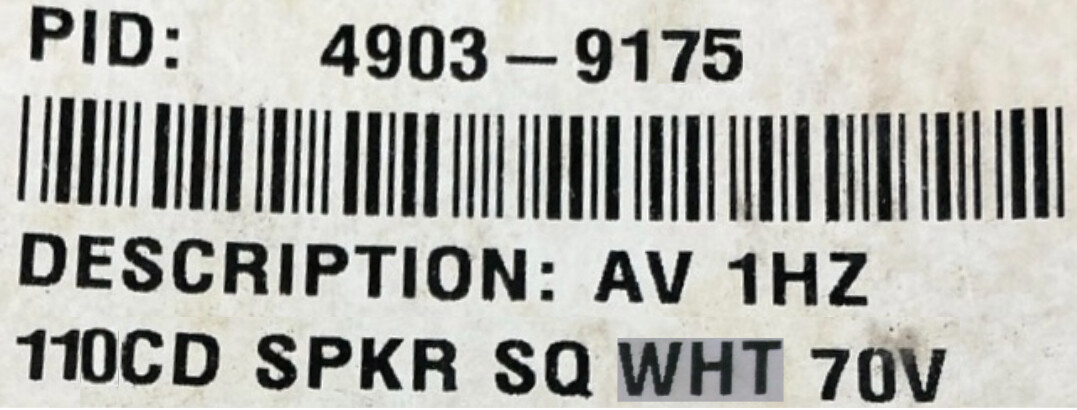 PID: 4903-9175
DESCRIPTION: AV 1HZ
110CD SPKR SQ WHT 70V